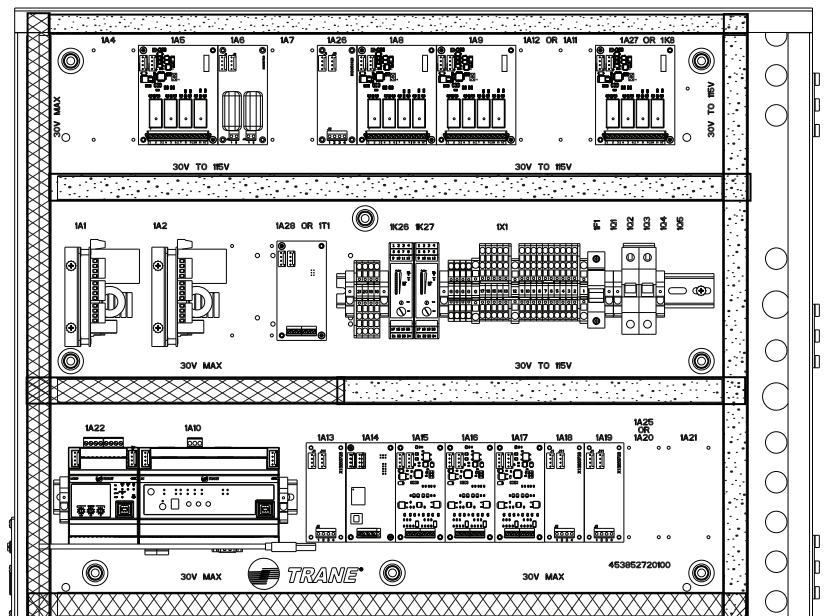 1A4 1A5 1A6 1A7 1A26 1A8 1A9 1A12 OR 1A11 1A27 OR 1K8
30V MAX
30V TO 115V
30V TO 115V 30V TO 115V
1A1 1A2 1A28 OR 1T1 1K26 1K27 1X1 1F1 1Q1 1Q2 1Q3 1Q4 1Q5
30V MAX 30V TO 115V
1A22 1A10 1A13 1A14 1A15 1A16 1A17 1A18 1A19
1A25
OR
1A20
1A21
453852720100
30V MAX TRANE 30V MAX